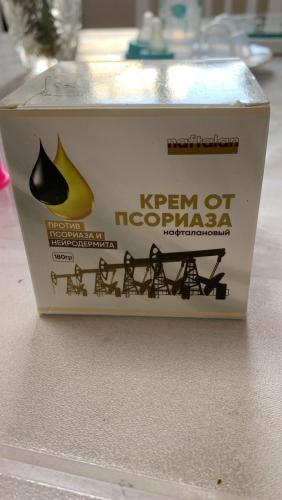 naftalan
КРЕМ ОТ
ПСОРИАЗА
нафталановый
ПРОТИВ
ПСОРИАЗА И
НЕЙРОДЕРМИТА
180гр